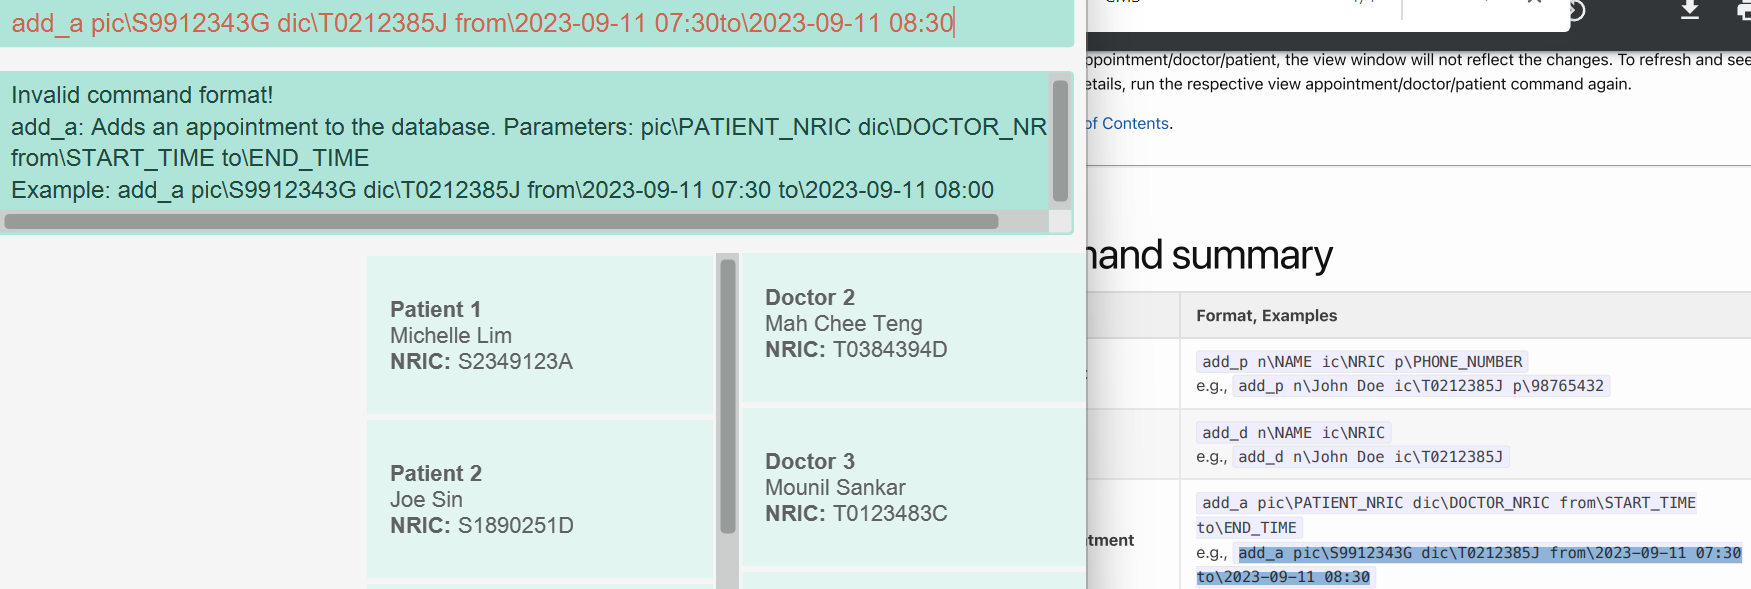 add_a pic\S9912343G dic\T0212385J from\2023-09-11 07:30to\2023-09-11 08:30
Invalid command format!
add_a: Adds an appointment to the database. Parameters: pic\PATIENT_NRIC dic\DOCTOR_NR
from\START_TIME to\END_TIME
Example: add_a pic\S9912343G dic\T0212385J from\2023-09-11 07:30 to\2023-09-11 08:00
Patient 1
Michelle Lim
NRIC: S2349123A
Patient 2
Joe Sin
NRIC: S1890251D
Doctor 2
Mah Chee Teng
NRIC: T0384394D
Doctor 3
Mounil Sankar
NRIC: T0123483C
ppointment/doctor/patient, the view window will not reflect the changes. To refresh and see
etails, run the respective view appointment/doctor/patient command again.
of Contents.
nand summary
Format, Examples
add_p n\NAME ic\NRIC p\PHONE_NUMBER
e.g., add_p n\John Doe ic\T0212385J p\98765432
add_d n\NAME ic\NRIC
e.g., add_d n\John Doe ic\T0212385J
tment
add_a pic\PATIENT_NRIC dic\DOCTOR_NRIC from\START_TIME
to\END_TIME
e.g., add_a pic\S9912343G dic\T0212385J from\2023-09-11 07:30
to\2023-09-11 08:30